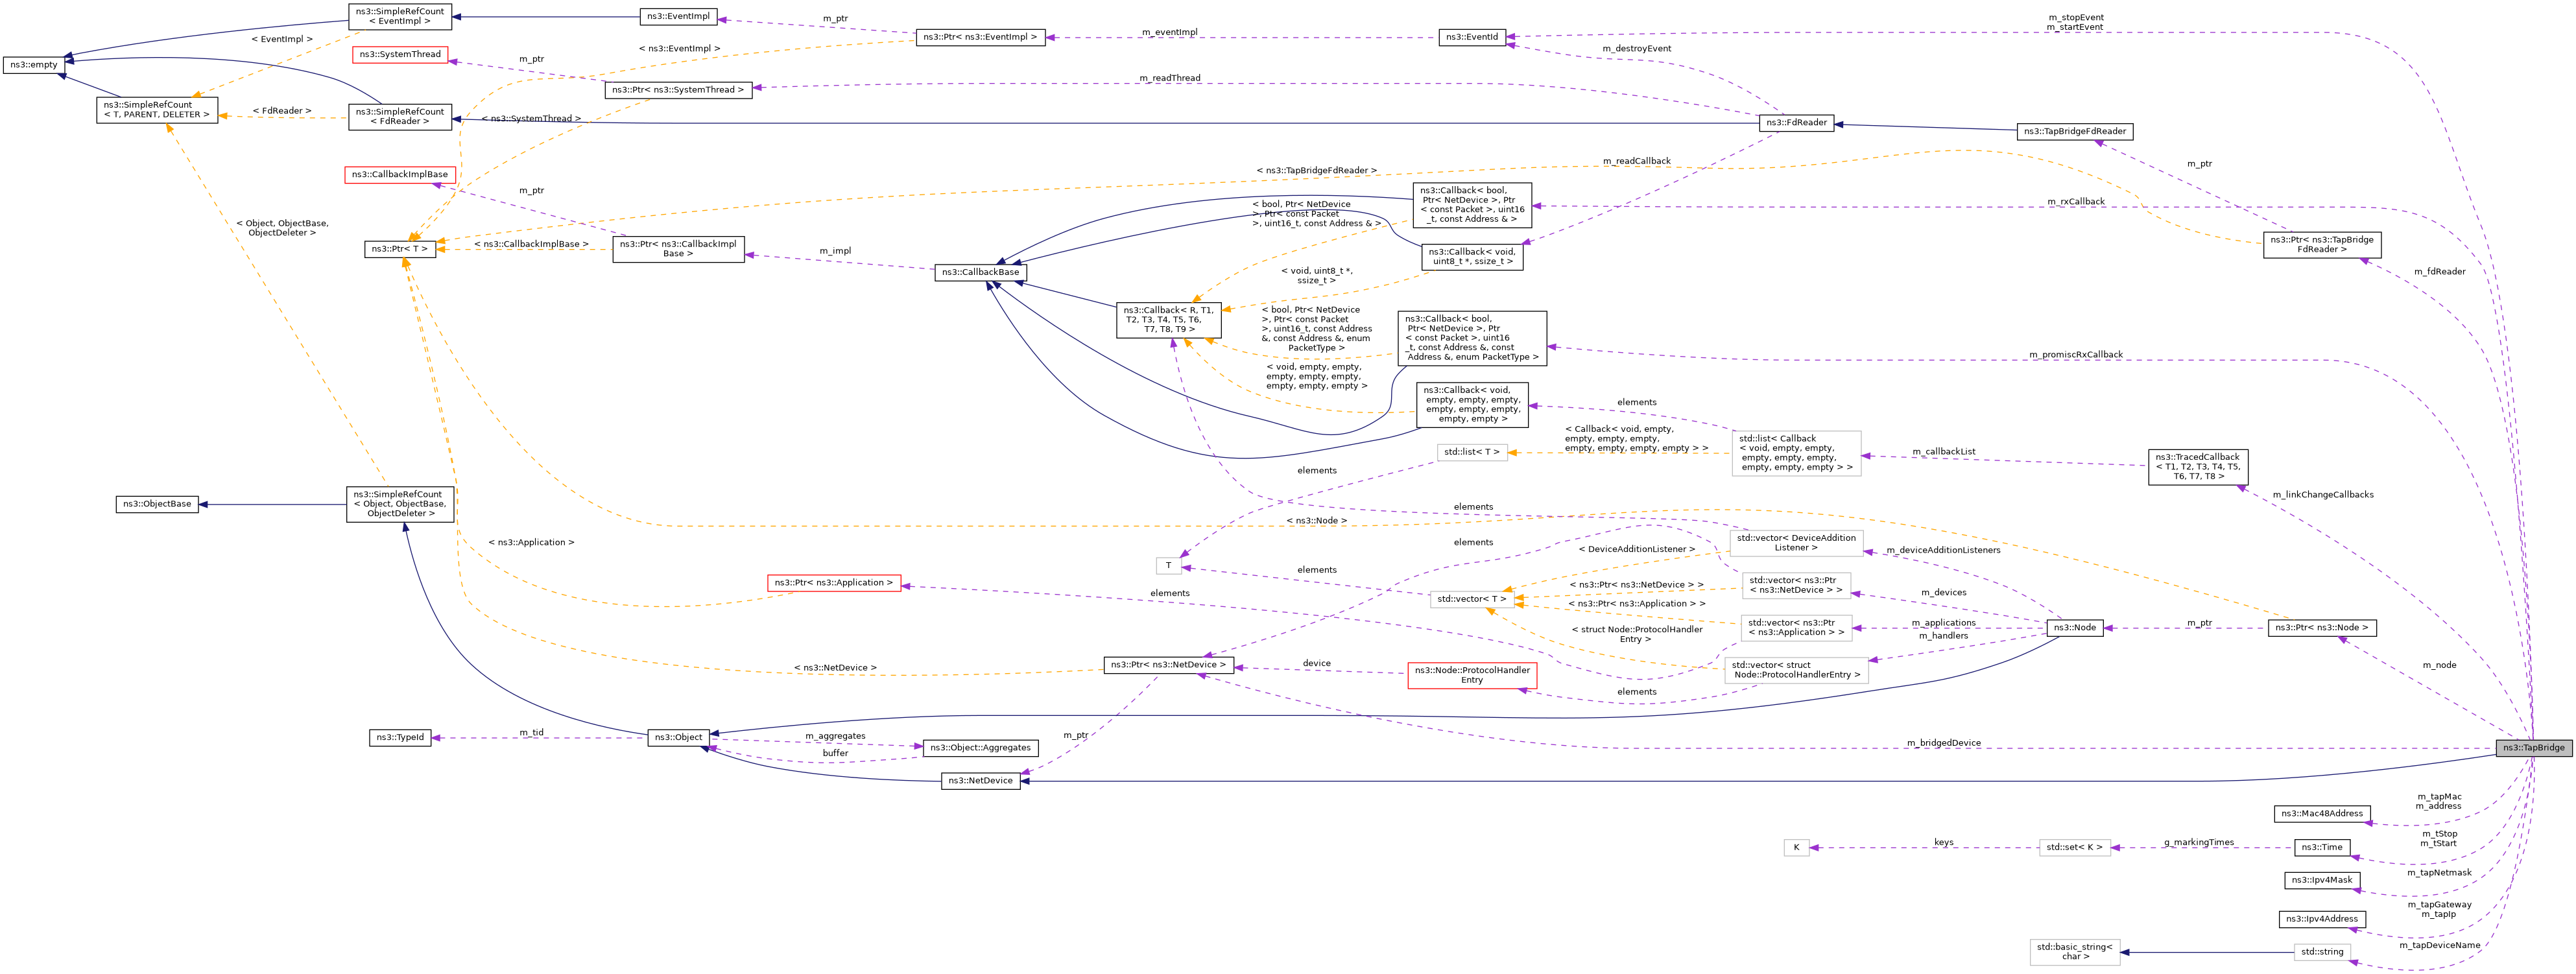 ns3::SimpleRefCount
< EventImpl >
ns3::EventImpl
m_ptr
ns3::Ptr< ns3::EventImpl >
m_eventImpl
ns3::EventId
m_stopEvent
m_startEvent
< EventImpl >
ns3::SystemThread
< ns3::EventImpl >
m_destroyEvent
ns3::empty
m_ptr
m_readThread
ns3::Ptr< ns3::SystemThread >
ns3::SimpleRefCount
< T, PARENT, DELETER >
< FdReader >
ns3::SimpleRefCount
< FdReader >
< ns3::SystemThread >
ns3::FdReader
ns3::TapBridgeFdReader
ns3::CallbackImplBase
< ns3::TapBridgeFdReader >
m_readCallback
m_ptr
m_ptr
ns3::Callback< bool,
Ptr< NetDevice >, Ptr
< const Packet >, uint16
_t, const Address & >
m_rxCallback
< bool, Ptr< NetDevice
>, Ptr< const Packet
>, uint16_t, const Address & >
< Object, ObjectBase,
ObjectDeleter >
ns3::Ptr< T >
< ns3::CallbackImplBase >
ns3::Ptr< ns3::CallbackImpl
Base >
m_impl
ns3::CallbackBase
ns3::Callback< void,
uint8_t *, ssize_t >
ns3::Ptr< ns3::TapBridge
FdReader >
m_fdReader
< void, uint8_t *,
ssize_t >
ns3::Callback< R, T1,
T2, T3, T4, T5, T6,
T7, T8, T9 >
< bool, Ptr< NetDevice
>, Ptr< const Packet
>, uint16_t, const Address
&, const Address &, enum
PacketType >
ns3::Callback< bool,
Ptr< NetDevice >, Ptr
< const Packet >, uint16
_t, const Address &, const
Address &, enum PacketType >
m_promiscRxCallback
< void, empty, empty,
empty, empty, empty,
empty, empty, empty >
ns3::Callback< void,
empty, empty, empty,
empty, empty, empty,
empty, empty >
elements
std::list< T >
< Callback< void, empty,
empty, empty, empty,
empty, empty, empty, empty > >
std::list< Callback
< void, empty, empty,
empty, empty, empty,
empty, empty, empty > >
m_callbackList
ns3::TracedCallback
< T1, T2, T3, T4, T5,
T6, T7, T8 >
elements
m_linkChangeCallbacks
ns3::ObjectBase
ns3::SimpleRefCount
< Object, ObjectBase,
ObjectDeleter >
elements
< ns3::Node >
< ns3::Application >
elements
< DeviceAdditionListener >
std::vector< DeviceAddition
Listener >
m_deviceAdditionListeners
T
elements
ns3::Ptr< ns3::Application >
elements
std::vector< T >
< ns3::Ptr< ns3::NetDevice > >
std::vector< ns3::Ptr
< ns3::NetDevice > >
m_devices
< ns3::Ptr< ns3::Application > >
std::vector< ns3::Ptr
< ns3::Application > >
m_applications
ns3::Node
m_ptr
ns3::Ptr< ns3::Node >
< struct Node::ProtocolHandler
Entry >
m_handlers
< ns3::NetDevice >
ns3::Ptr< ns3::NetDevice >
device
ns3::Node::ProtocolHandler
Entry
std::vector< struct
Node::ProtocolHandlerEntry >
m_node
elements
ns3::TypeId
m_tid
ns3::Object
m_aggregates
buffer
ns3::Object::Aggregates
m_ptr
m_bridgedDevice
ns3::TapBridge
ns3::NetDevice
ns3::Mac48Address
m_tapMac
m_address
K
keys
std::set< K >
g_markingTimes
ns3::Time
m_tStop
m_tStart
ns3::Ipv4Mask
m_tapNetmask
ns3::Ipv4Address
m_tapGateway
m_tapIp
std::basic_string<
char >
std::string
m_tapDeviceName